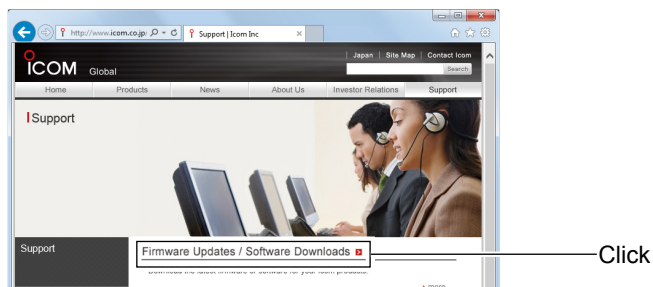 http://www.icom.co.jp/
Support | Icom Inc
Japan | Site Map | Contact Icom
ICOM Global
Search
Home Products News About Us Investor Relations Support
Support
Support
Firmware Updates / Software Downloads
Click
Download the latest firmware or software for your Icom products.
more